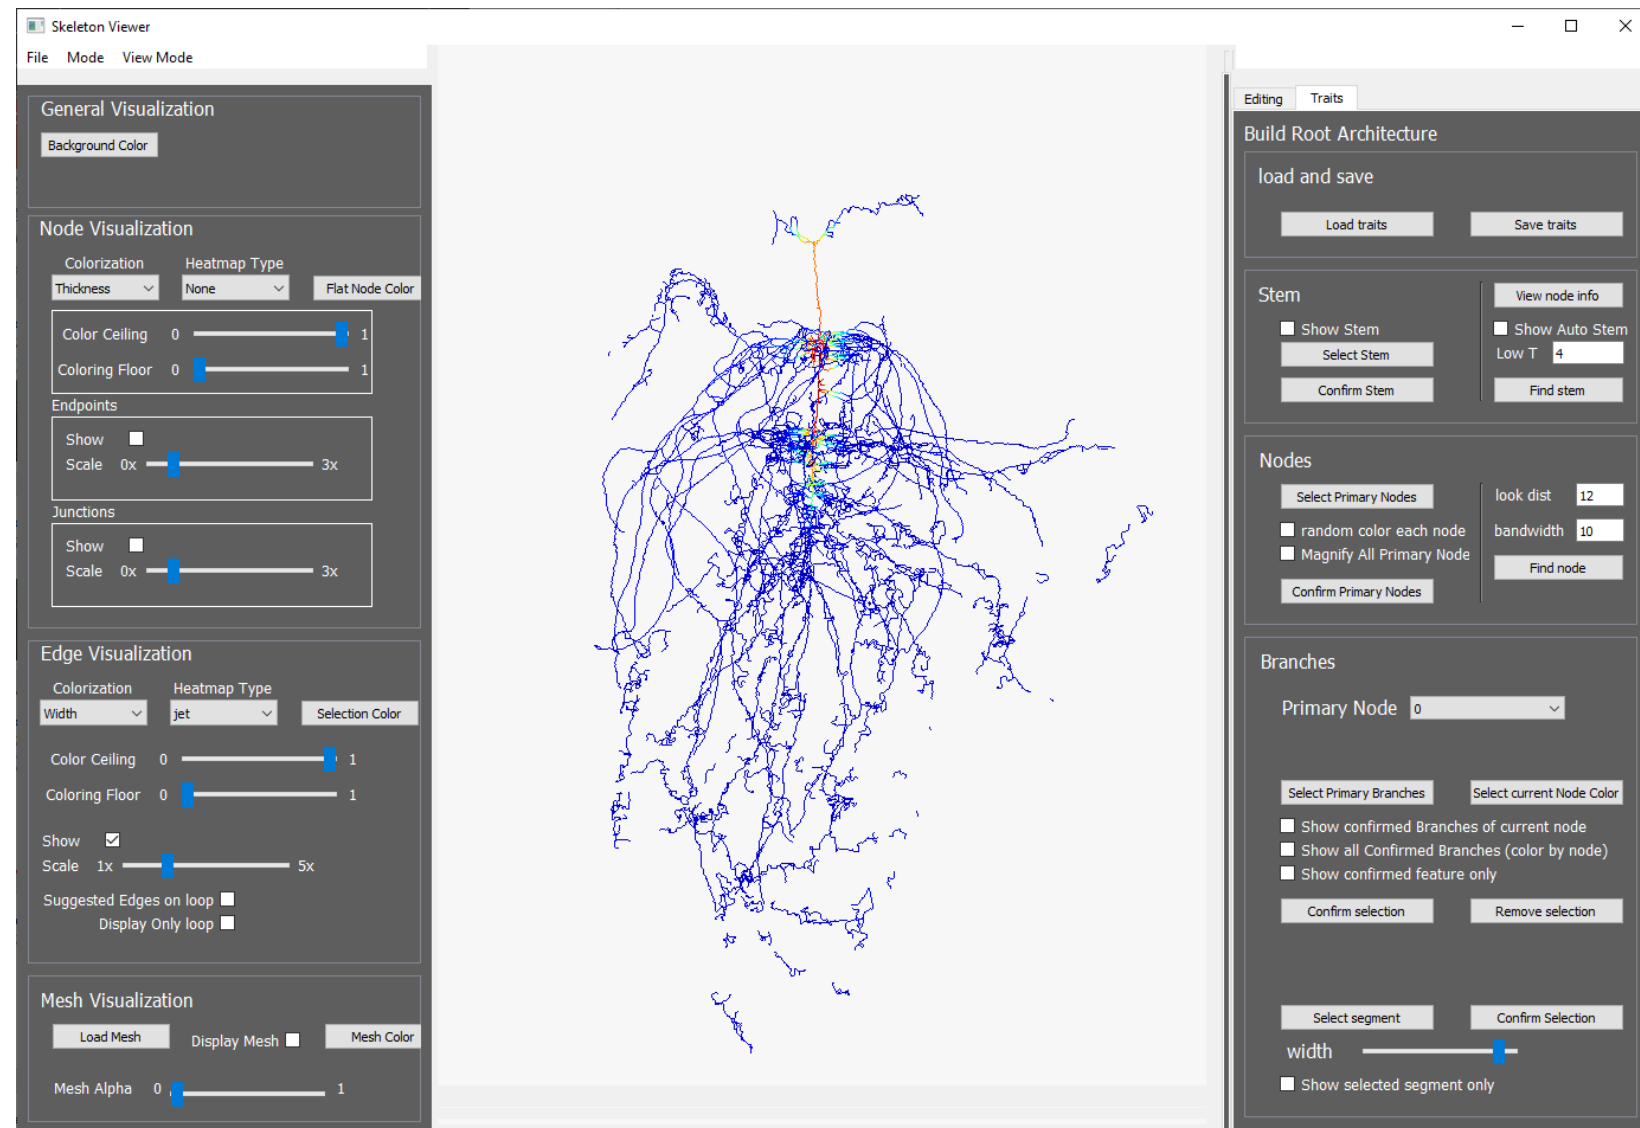 Skeleton Viewer
File Mode View Mode
General Visualization
Background Color
Node Visualization
Colorization Heatmap Type
Thickness None Flat Node Color
Color Ceiling 0 1
Coloring Floor 0 1
Endpoints
Show
Scale 0x 3x
Junctions
Show
Scale 0x 3x
Edge Visualization
Colorization Heatmap Type
Width jet Selection Color
Color Ceiling 0 1
Coloring Floor 0 1
Show
Scale 1x 5x
Suggested Edges on loop
Display Only loop
Mesh Visualization
Load Mesh Display Mesh Mesh Color
Mesh Alpha 0 1
Editing Traits
Build Root Architecture
load and save
Load traits Save traits
Stem View node info
Show Stem Show Auto Stem
Select Stem Low T 4
Confirm Stem Find stem
Nodes
Select Primary Nodes look dist 12
random color each node bandwidth 10
Magnify All Primary Node
Find node
Confirm Primary Nodes
Branches
Primary Node 0
Select Primary Branches Select current Node Color
Show confirmed Branches of current node
Show all Confirmed Branches (color by node)
Show confirmed feature only
Confirm selection Remove selection
Select segment Confirm Selection
width
Show selected segment only